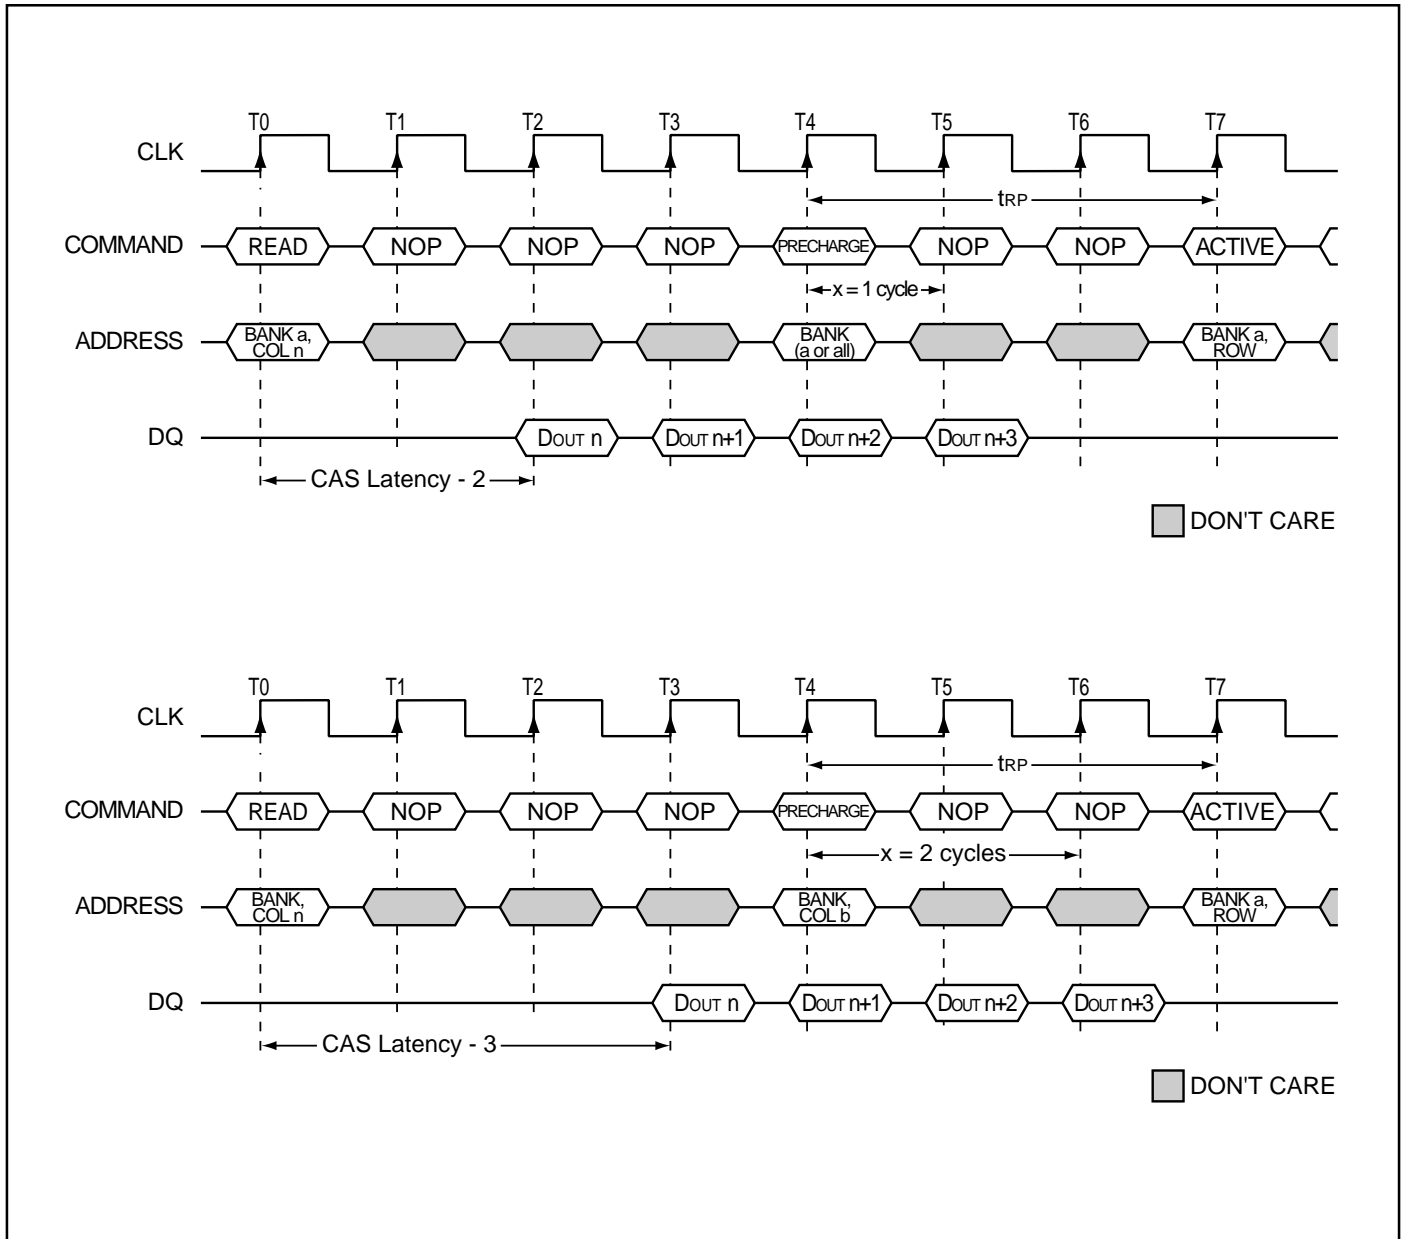 T0 T1 T2 T3 T4 T5 T6 T7
CLK
tRP
COMMAND READ NOP NOP NOP PRECHARGE NOP NOP ACTIVE
x = 1 cycle
ADDRESS BANK a, COL n BANK (a or all) BANK a, ROW
DQ DOUT n DOUT n+1 DOUT n+2 DOUT n+3
CAS Latency - 2
DON'T CARE
T0 T1 T2 T3 T4 T5 T6 T7
CLK
tRP
COMMAND READ NOP NOP NOP PRECHARGE NOP NOP ACTIVE
x = 2 cycles
ADDRESS BANK, COL n BANK, COL b BANK a, ROW
DQ DOUT n DOUT n+1 DOUT n+2 DOUT n+3
CAS Latency - 3
DON'T CARE